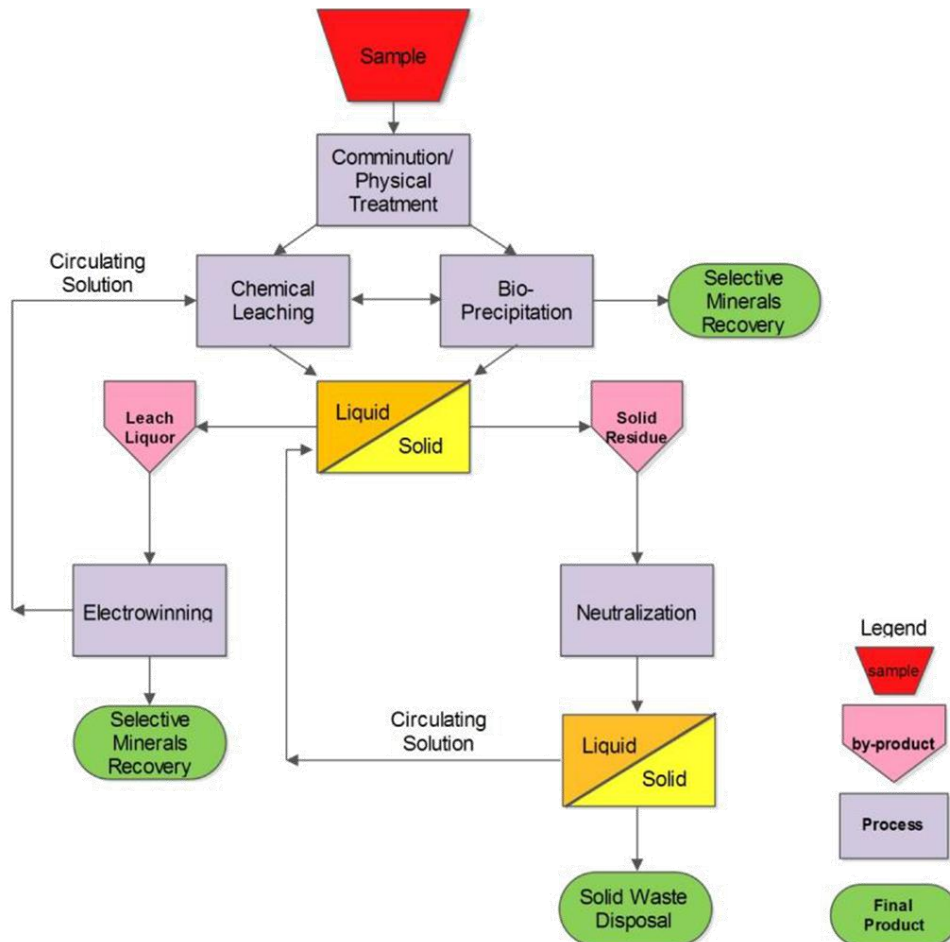 Sample
Comminution/
Physical
Treatment
Circulating
Solution
Chemical
Leaching
Bio-
Precipitation
Selective
Minerals
Recovery
Leach
Liquor
Liquid
Solid
Solid
Residue
Electrowinning
Neutralization
Selective
Minerals
Recovery
Circulating
Solution
Liquid
Solid
Solid Waste
Disposal
Legend
sample
by-product
Process
Final
Product